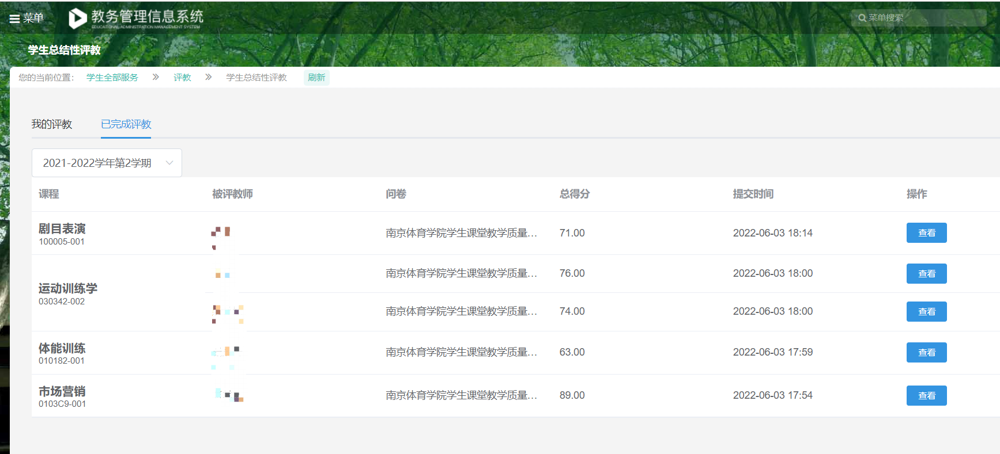 菜单
教务管理信息系统
EDUCATIONAL ADMINISTRATION MANAGEMENT SYSTEM
菜单搜索
学生总结性评教
您的当前位置： 学生全部服务 » 评教 » 学生总结性评教 刷新
我的评教 已完成评教
2021-2022学年第2学期
课程 被评教师 问卷 总得分 提交时间 操作
剧目表演
100005-001
南京体育学院学生课堂教学质量... 71.00 2022-06-03 18:14 查看
运动训练学
030342-002
南京体育学院学生课堂教学质量... 76.00 2022-06-03 18:00 查看
南京体育学院学生课堂教学质量... 74.00 2022-06-03 18:00 查看
体能训练
010182-001
南京体育学院学生课堂教学质量... 63.00 2022-06-03 17:59 查看
市场营销
0103C9-001
南京体育学院学生课堂教学质量... 89.00 2022-06-03 17:54 查看